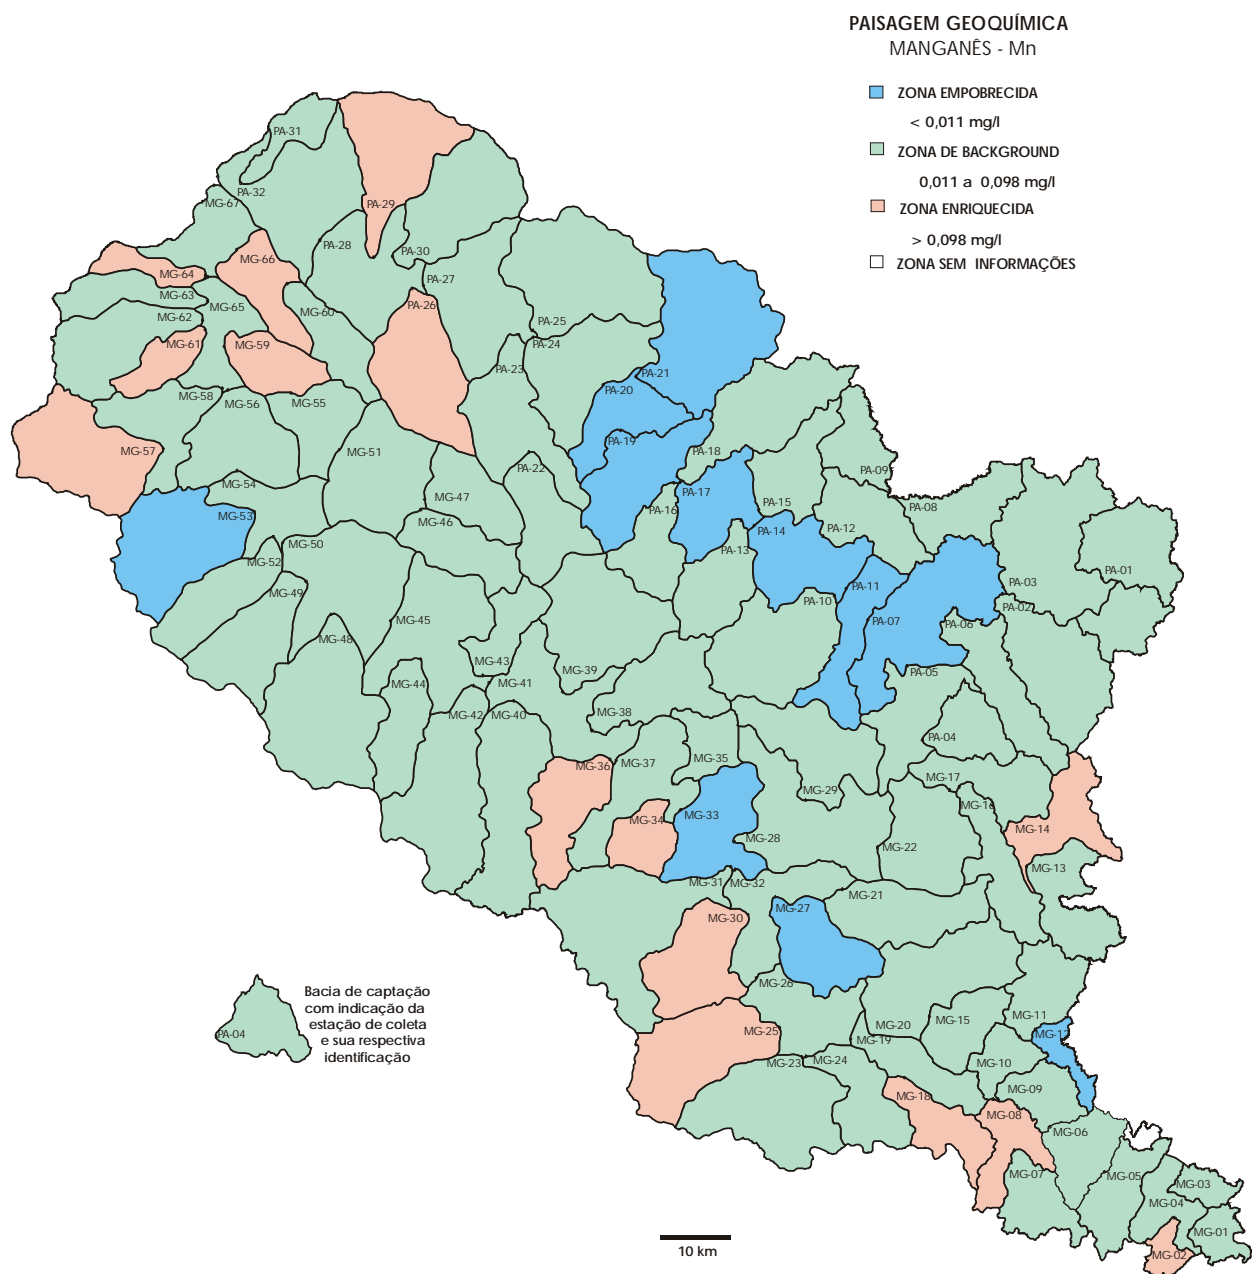 PAISAGEM GEOQUÍMICA
MANGANÊS - Mn
ZONA EMPOBRECIDA
< 0,011 mg/l
ZONA DE BACKGROUND
0,011 a 0,098 mg/l
ZONA ENRIQUECIDA
> 0,098 mg/l
ZONA SEM INFORMAÇÕES
PA-31
PA-32
MG-67
PA-29
PA-28
PA-30
MG-66
MG-64
PA-27
MG-63
PA-26
MG-65
MG-60
MG-62
PA-25
MG-61
MG-59
PA-24
PA-23
PA-21
PA-20
MG-58
MG-56
MG-55
PA-19
MG-57
MG-51
PA-18
PA-22
PA-09
MG-54
PA-17
MG-47
PA-15
PA-16
PA-08
MG-53
MG-46
PA-14
PA-12
MG-50
PA-13
MG-52
PA-01
PA-03
PA-11
MG-49
PA-10
PA-02
MG-45
PA-07
PA-06
MG-48
MG-43
MG-39
PA-05
MG-44
MG-41
MG-42
MG-40
MG-38
PA-04
MG-35
MG-37
MG-36
MG-17
MG-29
MG-16
MG-33
MG-34
MG-14
MG-28
MG-22
MG-13
MG-31
MG-32
MG-21
MG-27
MG-30
MG-26
Bacia de captação
com indicação da
estação de coleta
e sua respectiva
identificação
PA-04
MG-11
MG-15
MG-20
MG-25
MG-12
MG-19
MG-24
MG-23
MG-10
MG-09
MG-18
MG-08
MG-06
MG-07
MG-05
MG-03
MG-04
MG-01
MG-02
10 km